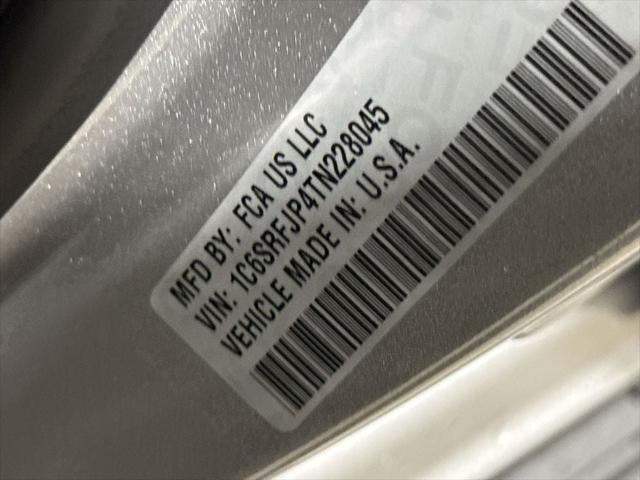 MFD BY: FCA US LLC
VIN: 1C6SRFJP4TN228045
VEHICLE MADE IN: U.S.A.